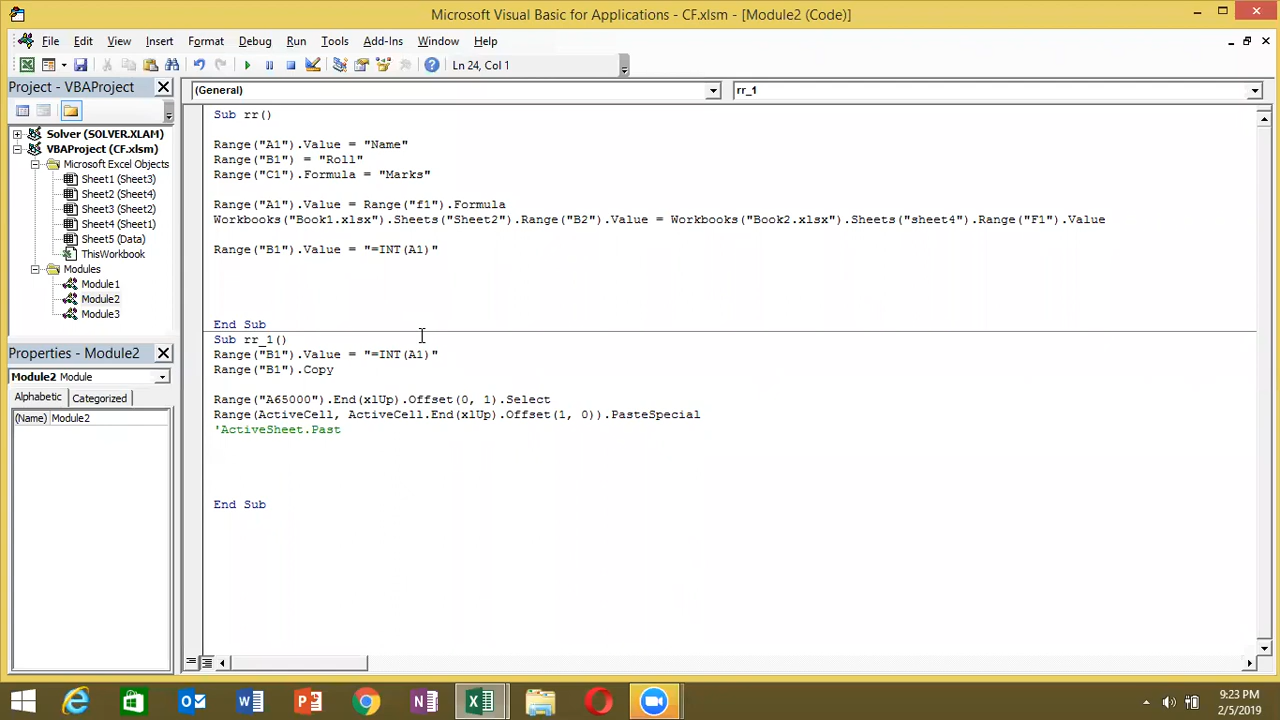 Microsoft Visual Basic for Applications - CF.xlsm - [Module2 (Code)]
File Edit View Insert Format Debug Run Tools Add-Ins Window Help
Ln 24, Col 1
Project - VBAProject
(General)
rr_1
Solver (SOLVER.XLAM)
VBAProject (CF.xlsm)
Microsoft Excel Objects
Sheet1 (Sheet3)
Sheet2 (Sheet4)
Sheet3 (Sheet2)
Sheet4 (Sheet1)
Sheet5 (Data)
ThisWorkbook
Modules
Module1
Module2
Module3
Properties - Module2
Module2 Module
Alphabetic Categorized
(Name) Module2
Sub rr()
Range("A1").Value = "Name"
Range("B1") = "Roll"
Range("C1").Formula = "Marks"
Range("A1").Value = Range("f1").Formula
Workbooks("Book1.xlsx").Sheets("Sheet2").Range("B2").Value = Workbooks("Book2.xlsx").Sheets("sheet4").Range("F1").Value
Range("B1").Value = "=INT(A1)"
End Sub
Sub rr_1()
Range("B1").Value = "=INT(A1)"
Range("B1").Copy
Range("A65000").End(xlUp).Offset(0, 1).Select
Range(ActiveCell, ActiveCell.End(xlUp).Offset(1, 0)).PasteSpecial
'ActiveSheet.Past
End Sub
9:23 PM
2/5/2019